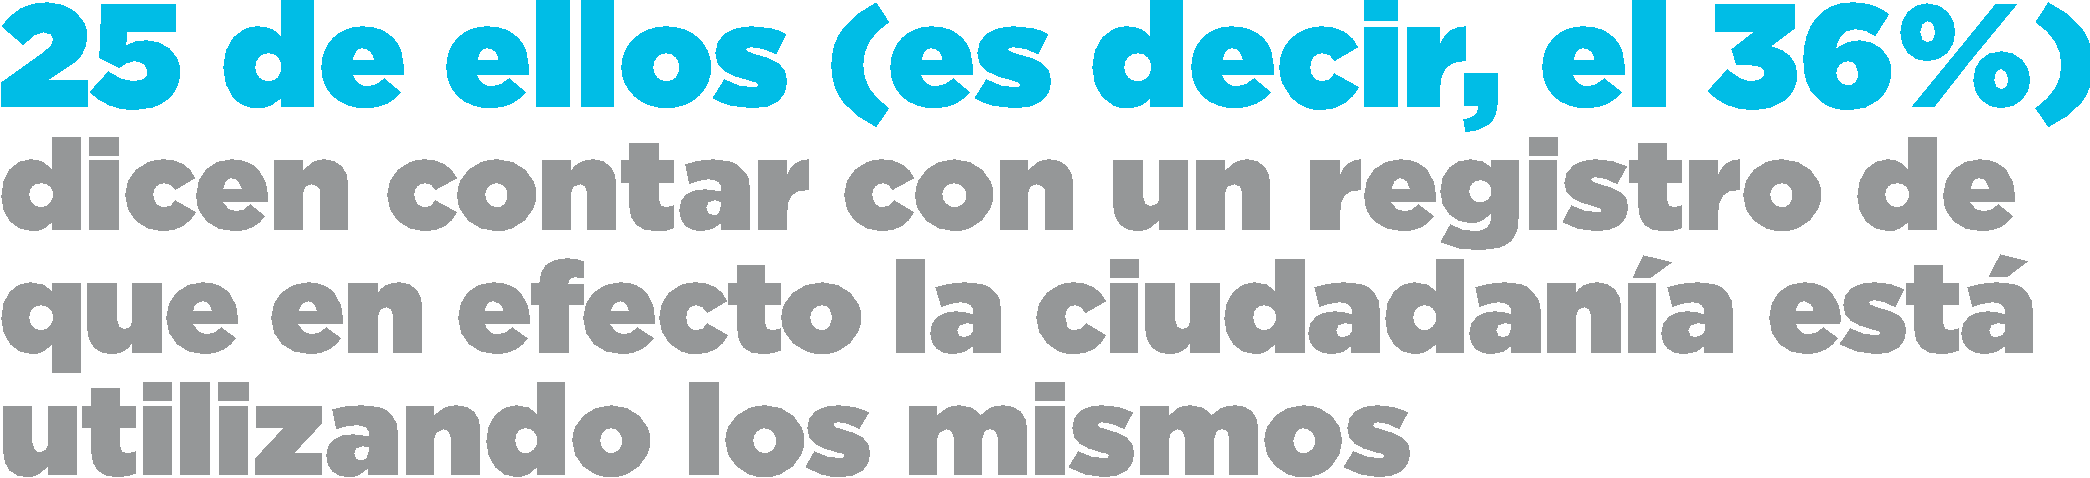 25 de ellos (es decir, el 36%)
dicen contar con un registro de
que en efecto la ciudadanía está
utilizando los mismos